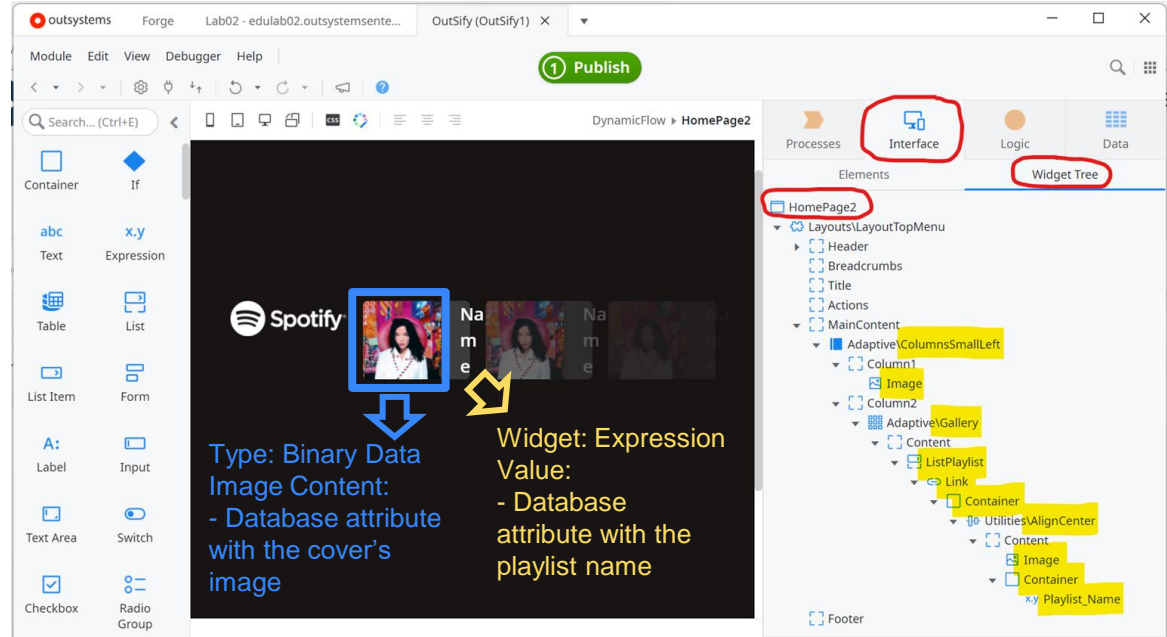 outsystems
Forge
Lab02 - edulab02.outsystemsente...
OutSify (OutSify1)
Module Edit View Debugger Help
1 Publish
Search... (Ctrl+E)
CSS
DynamicFlow ▸ HomePage2
Container
If
abc
x.y
Text
Expression
Table
List
List Item
Form
A:
Label
Input
Text Area
Switch
Checkbox
Radio
Group
Spotify
Na
m
e
Na
m
e
Na
m
e
Type: Binary Data
Image Content:
- Database attribute
with the cover's
image
Widget: Expression
Value:
- Database
attribute with the
playlist name
Processes
Interface
Logic
Data
Elements
Widget Tree
HomePage2
Layouts\LayoutTopMenu
Header
Breadcrumbs
Title
Actions
MainContent
Adaptive\ColumnsSmallLeft
Column1
Image
Column2
Adaptive\Gallery
Content
ListPlaylist
Link
Container
Utilities\AlignCenter
Content
Image
Container
x.y Playlist_Name
Footer